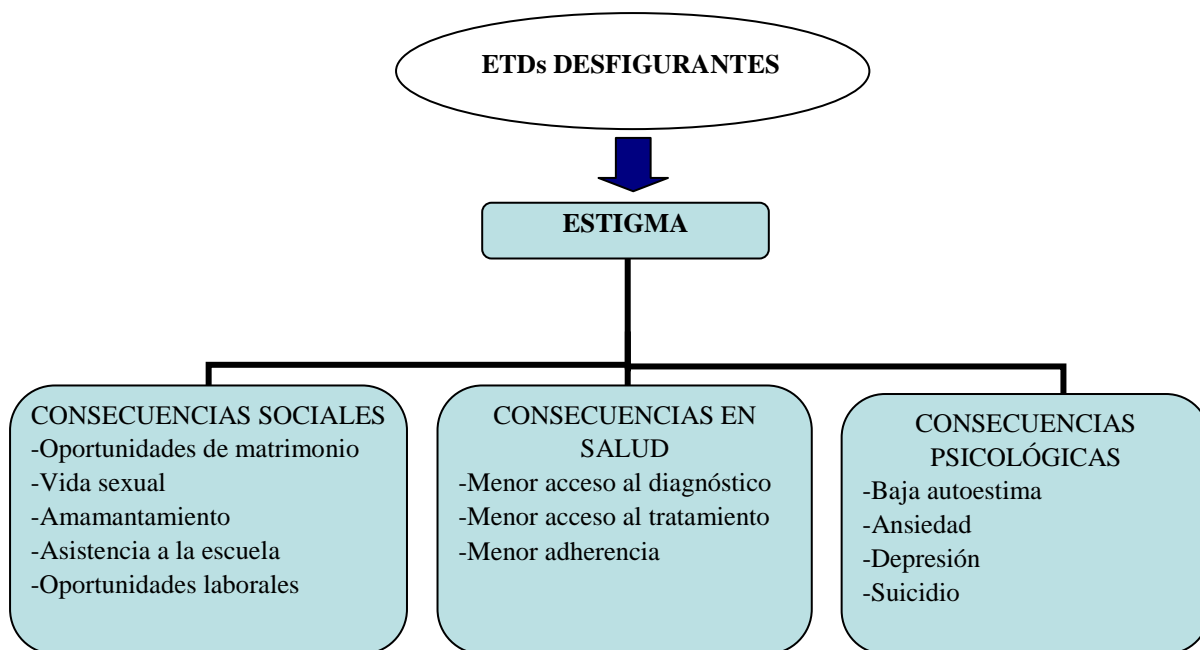 ETDs DESFIGURANTES
ESTIGMA
CONSECUENCIAS SOCIALES
-Oportunidades de matrimonio
-Vida sexual
-Amamantamiento
-Asistencia a la escuela
-Oportunidades laborales
CONSECUENCIAS EN
SALUD
-Menor acceso al diagnóstico
-Menor acceso al tratamiento
-Menor adherencia
CONSECUENCIAS
PSICOLÓGICAS
-Baja autoestima
-Ansiedad
-Depresión
-Suicidio